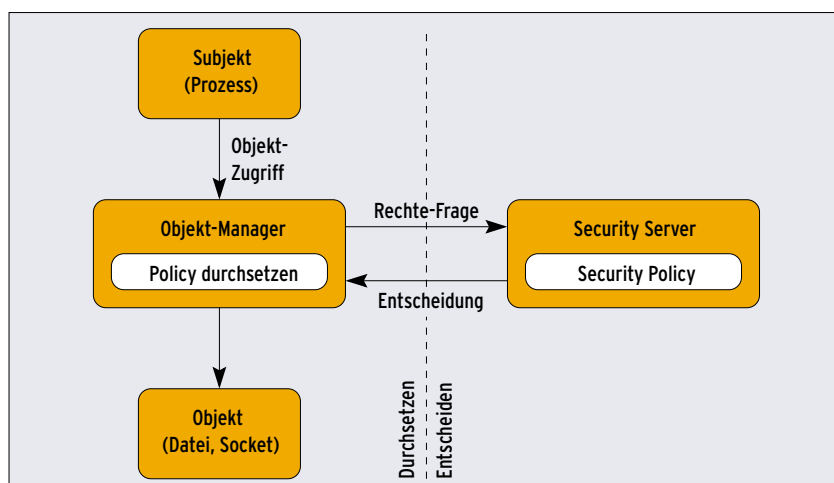 Subjekt
(Prozess)
Objekt-
Zugriff
Objekt-Manager
Policy durchsetzen
Rechte-Frage
Entscheidung
Security Server
Security Policy
Objekt
(Datei, Socket)
Durchsetzen
Entscheiden